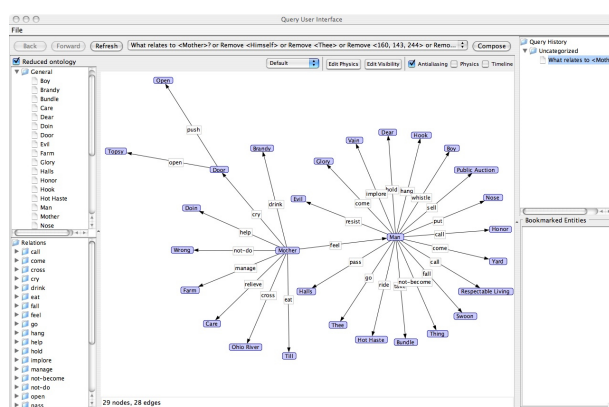 Query User Interface
File
Back Forward Refresh What relates to <Mother>? or Remove <Himself> or Remove <Thee> or Remove <160, 143, 244> or Remo... Compose
Reduced ontology
General
Boy
Brandy
Bundle
Care
Dear
Doin
Door
Evil
Farm
Glory
Halls
Honor
Hook
Hot Haste
Man
Mother
Nose
Relations
call
come
cross
cry
drink
eat
fall
feel
go
hang
help
hold
implore
manage
not-become
not-do
open
pass
Default Edit Physics Edit Visibility Antialiasing Physics Timeline
Open
push
Topsy
open
Door
Brandy
drink
cry
Doin
help
Wrong
not-do
Mother
manage
Farm
relieve
Care
cross
Ohio River
eat
Till
feel
Man
Vain
Dear
Hook
Boy
Glory
Public Auction
Evil
Nose
Honor
Yard
Respectable Living
Swoon
Thing
Bundle
Hot Haste
Thee
Halls
implore
hold
hang
whistle
come
sell
resist
put
call
come
call
fall
not-become
ride
go
pass
29 nodes, 28 edges
Query History
Uncategorized
What relates to <Moth
Bookmarked Entities